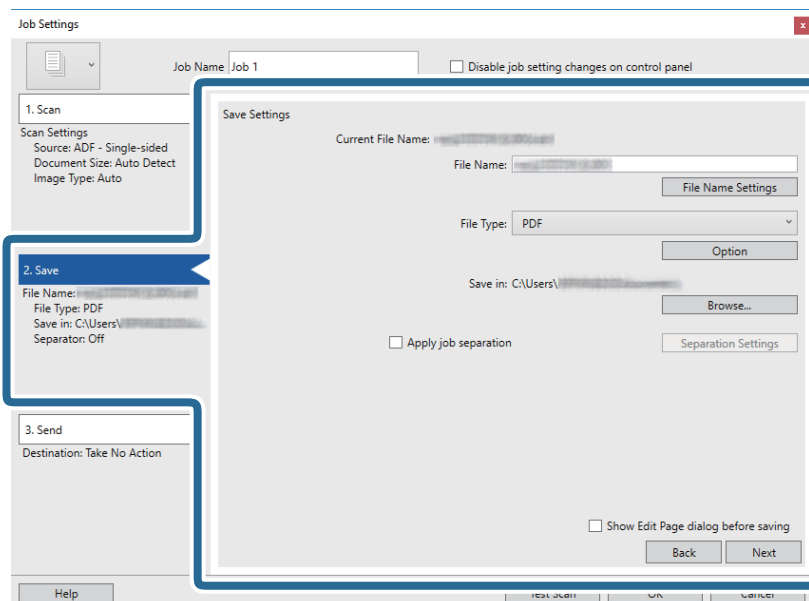 Job Settings
Job Name Job 1
Disable job setting changes on control panel
1. Scan
Scan Settings
Source: ADF - Single-sided
Document Size: Auto Detect
Image Type: Auto
2. Save
File Name:
File Type: PDF
Save in: C:\Users\
Separator: Off
3. Send
Destination: Take No Action
Save Settings
Current File Name:
File Name:
File Name Settings
File Type: PDF
Option
Save in: C:\Users\
Browse...
Apply job separation
Separation Settings
Show Edit Page dialog before saving
Back Next
Help Test Scan OK Cancel